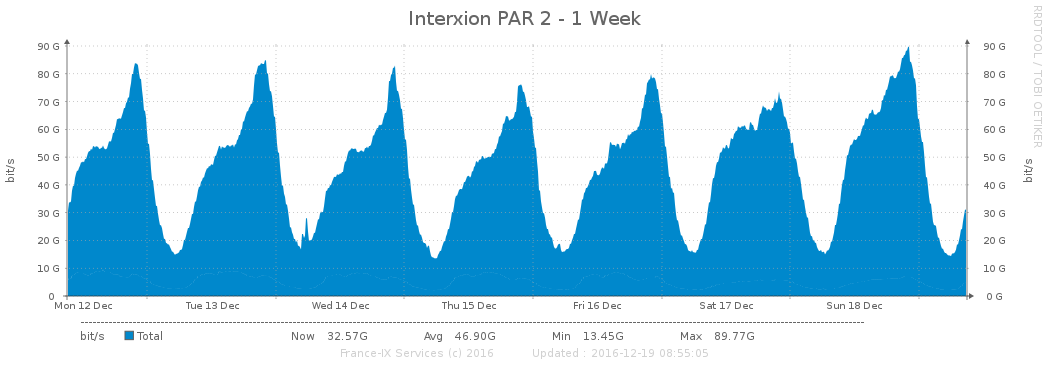 Interxion PAR 2 - 1 Week
RRDTOOL / TOBI OETIKER
90 G 90 G
80 G 80 G
70 G 70 G
60 G 60 G
50 G 50 G
40 G 40 G
30 G 30 G
20 G 20 G
10 G 10 G
0 0 G
bit/s
bit/s
Mon 12 Dec Tue 13 Dec Wed 14 Dec Thu 15 Dec Fri 16 Dec Sat 17 Dec Sun 18 Dec
bit/s Total Now 32.57G Avg 46.90G Min 13.45G Max 89.77G
France-IX Services (c) 2016 Updated : 2016-12-19 08:55:05